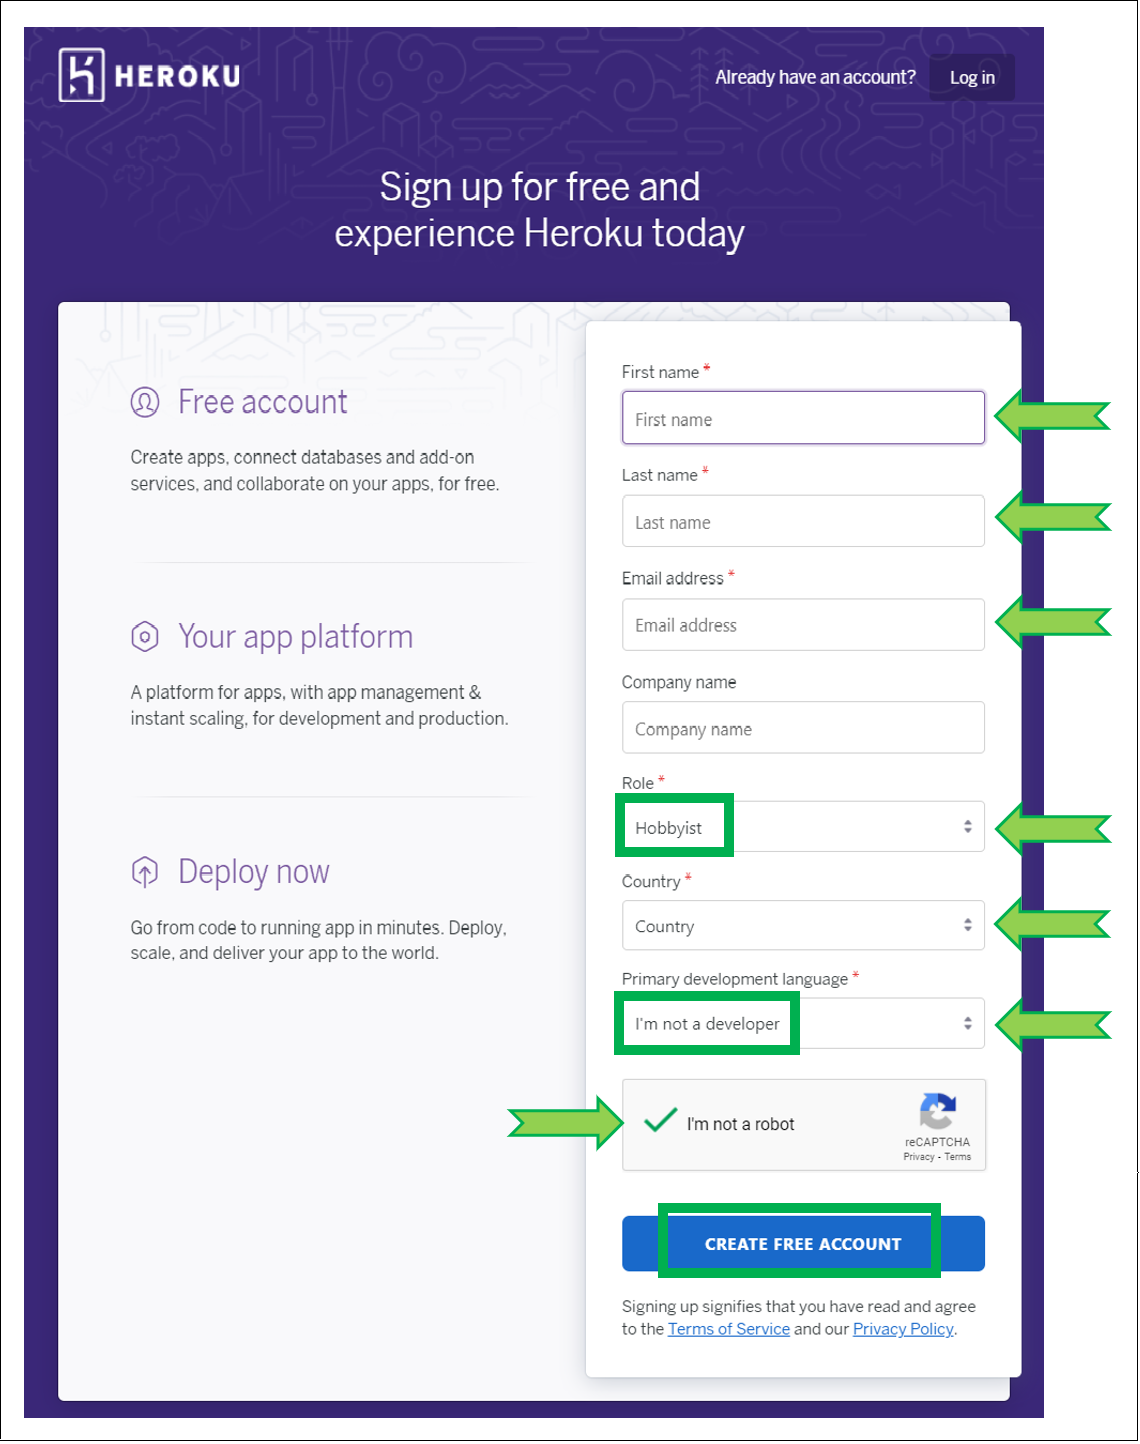 HEROKU
Already have an account?
Log in
Sign up for free and
experience Heroku today
Free account
Create apps, connect databases and add-on
services, and collaborate on your apps, for free.
Your app platform
A platform for apps, with app management &
instant scaling, for development and production.
Deploy now
Go from code to running app in minutes. Deploy,
scale, and deliver your app to the world.
First name *
First name
Last name *
Last name
Email address *
Email address
Company name
Company name
Role *
Hobbyist
Country *
Country
Primary development language *
I'm not a developer
I'm not a robot
reCAPTCHA
Privacy - Terms
CREATE FREE ACCOUNT
Signing up signifies that you have read and agree
to the Terms of Service and our Privacy Policy.